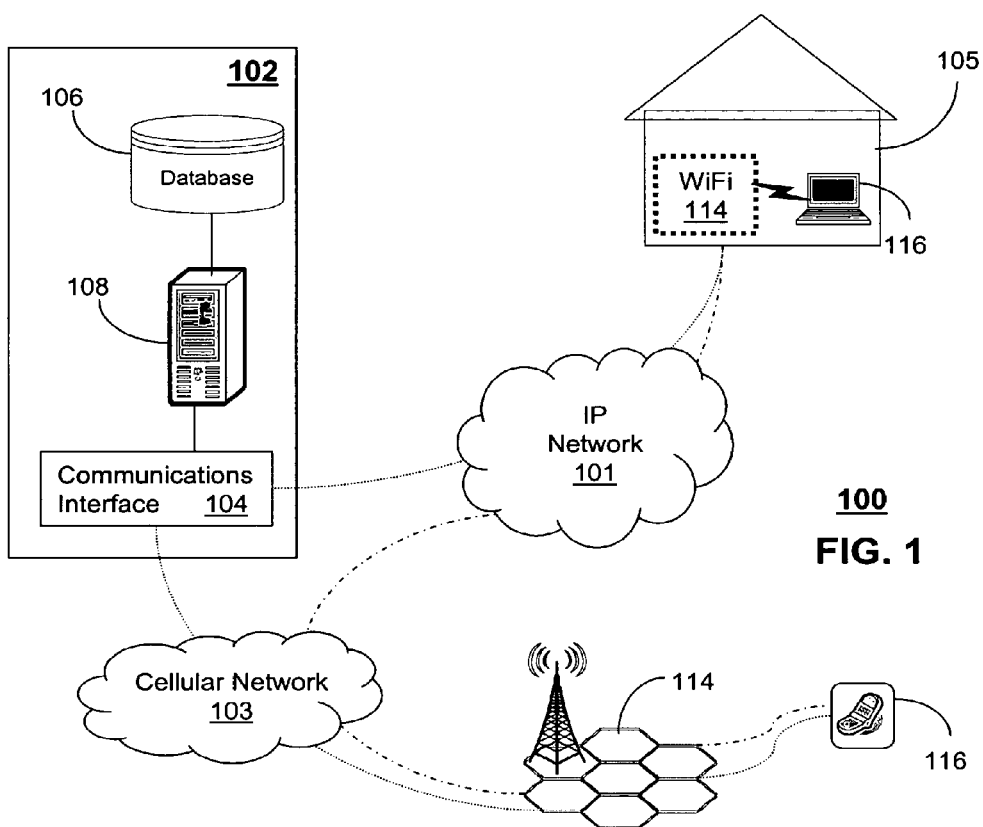 102
106
Database
108
Communications
Interface 104
105
WiFi
114
116
IP
Network
101
100
FIG. 1
Cellular Network
103
114
116